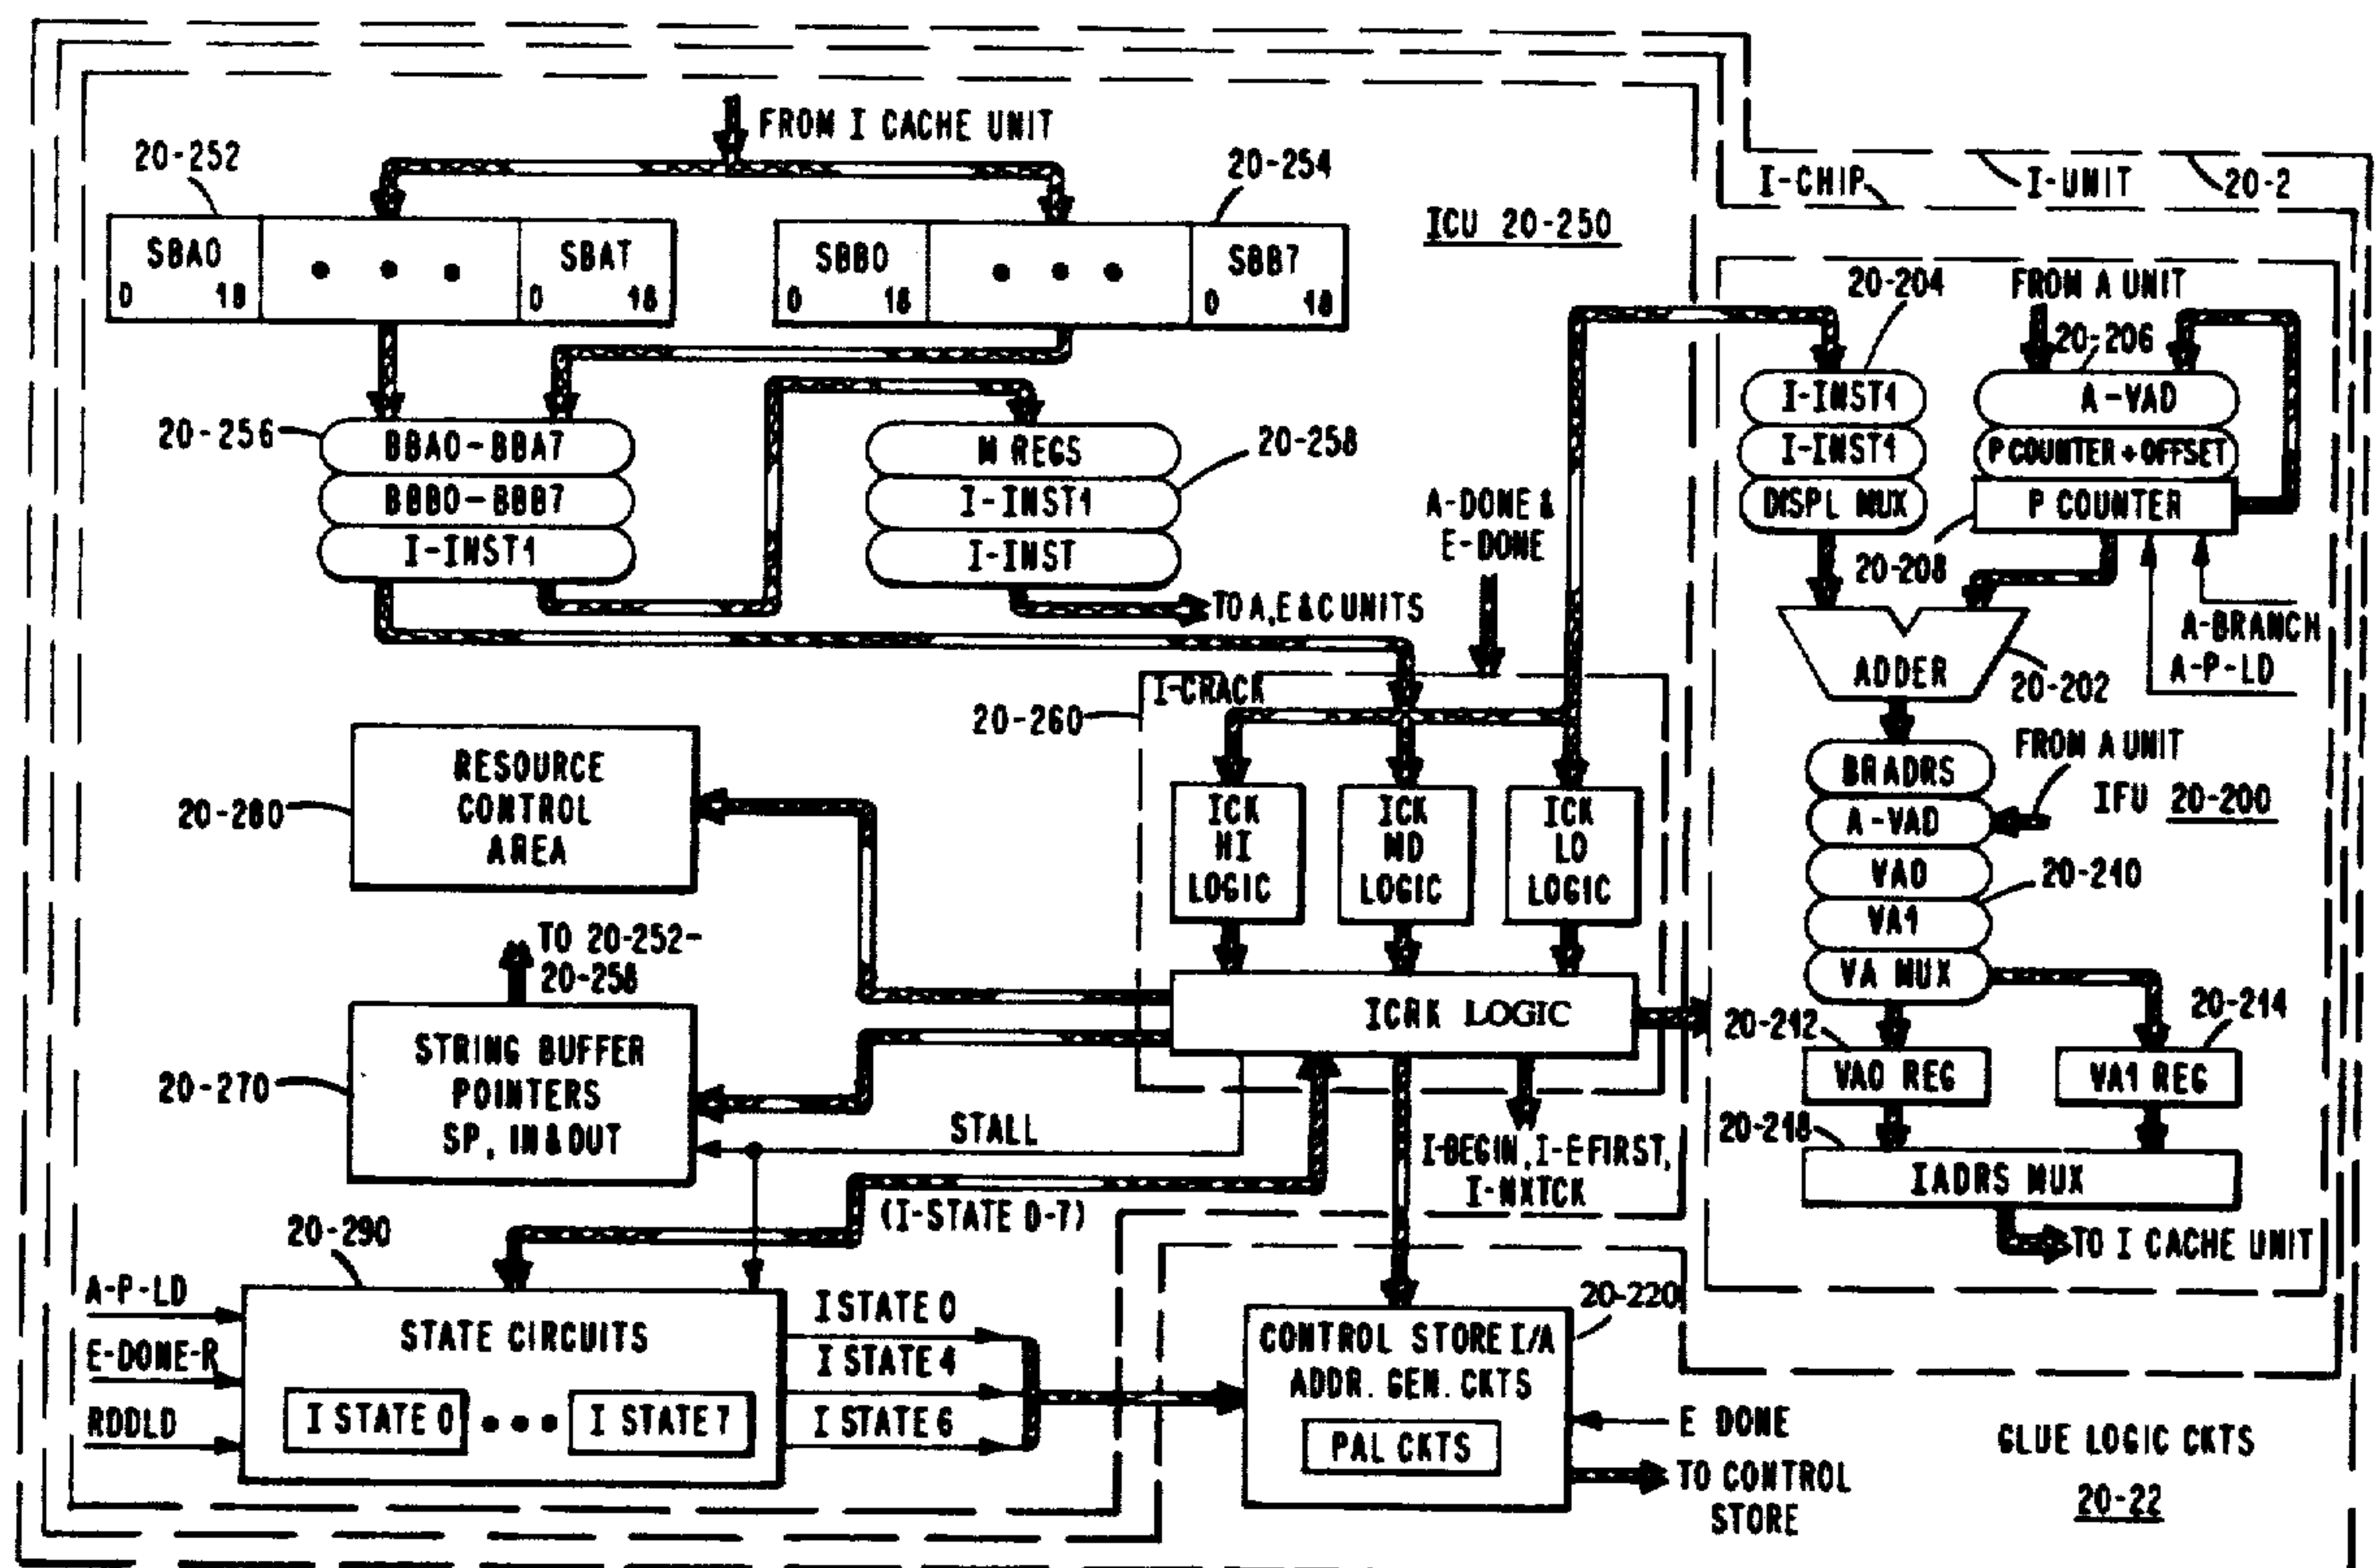 FROM I CACHE UNIT
20-252
20-254
I-CHIP
I-UNIT
20-2
SBA0
0 18
SBAT
0 18
SBB0
0 18
SBB7
0 18
ICU 20-250
20-204
FROM A UNIT
20-206
20-256
BBA0-BBA7
BBB0-BBB7
I-INST1
M REGS
I-INST1
I-INST
20-258
TO A, E & C UNITS
A-DONE &
E-DONE
I-INST1
I-INST1
DISPL MUX
A-VAD
P COUNTER+OFFSET
P COUNTER
20-208
A-BRANCH
A-P-LD
ADDER
20-202
I-CRACK
20-260
RESOURCE
CONTROL
AREA
20-280
ICK
HI
LOGIC
ICK
MD
LOGIC
ICK
LO
LOGIC
BRADRS
A-VAD
VAD
VA1
VA MUX
FROM A UNIT
IFU 20-200
20-210
TO 20-252-
20-258
ICRK LOGIC
20-212
20-214
VA0 REG
VA1 REG
STRING BUFFER
POINTERS
SP, IN & OUT
20-270
STALL
I-BEGIN, I-EFIRST,
I-NXTCK
20-218
IADRS MUX
TO I CACHE UNIT
(I-STATE 0-7)
20-290
A-P-LD
E-DONE-R
RDDLD
STATE CIRCUITS
I STATE 0
I STATE 7
I STATE 0
I STATE 4
I STATE 6
20-220
CONTROL STORE I/A
ADDR. GEN. CKTS
PAL CKTS
E DONE
TO CONTROL
STORE
GLUE LOGIC CKTS
20-22